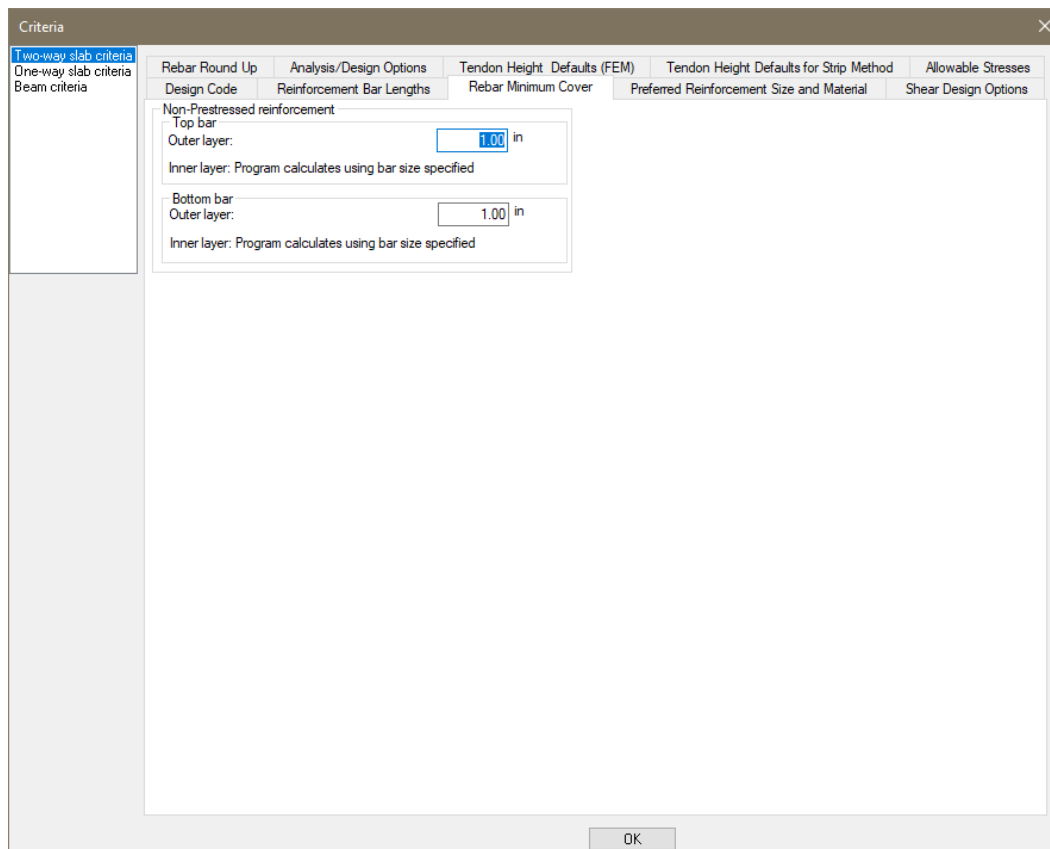 Criteria
Two-way slab criteria
One-way slab criteria
Beam criteria
Rebar Round Up Analysis/Design Options Tendon Height Defaults (FEM) Tendon Height Defaults for Strip Method Allowable Stresses
Design Code Reinforcement Bar Lengths Rebar Minimum Cover Preferred Reinforcement Size and Material Shear Design Options
Non-Prestressed reinforcement
Top bar
Outer layer: 1.00 in
Inner layer: Program calculates using bar size specified
Bottom bar
Outer layer: 1.00 in
Inner layer: Program calculates using bar size specified
OK